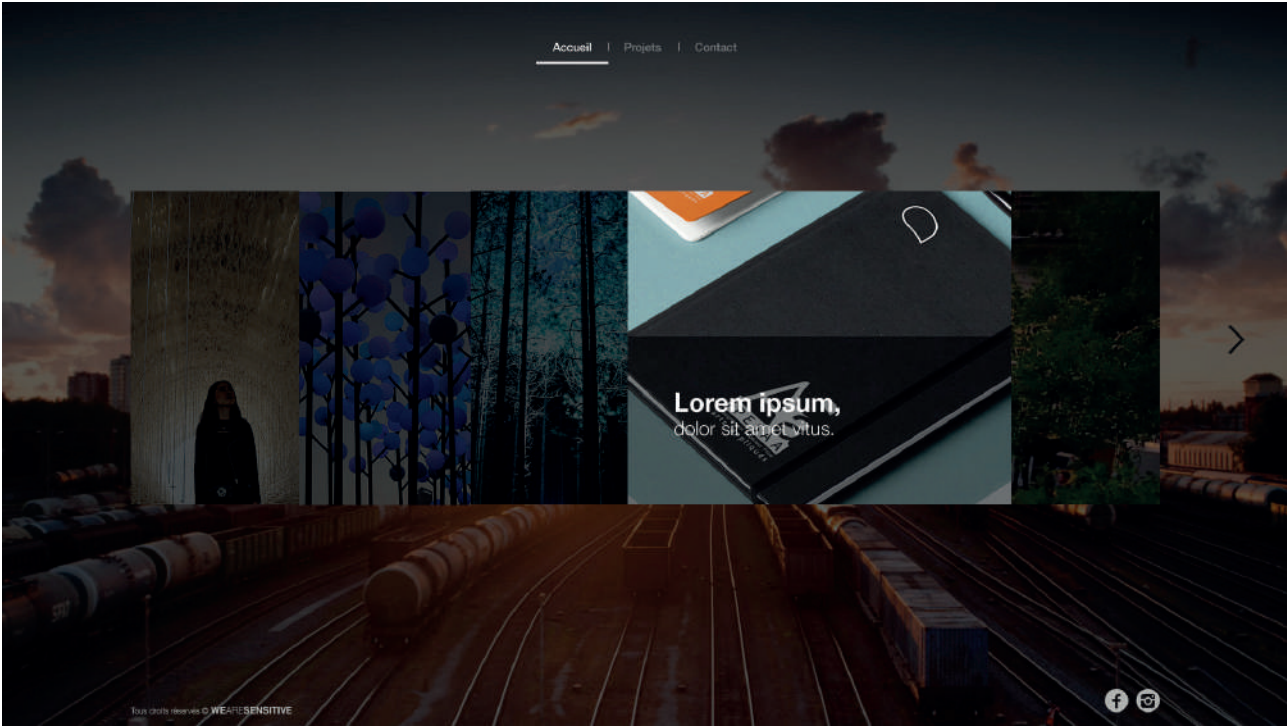 Accueil | Projets | Contact
Lorem ipsum,
dolor sit amet vitus.
Tous droits réservés © WEARESENSITIVE